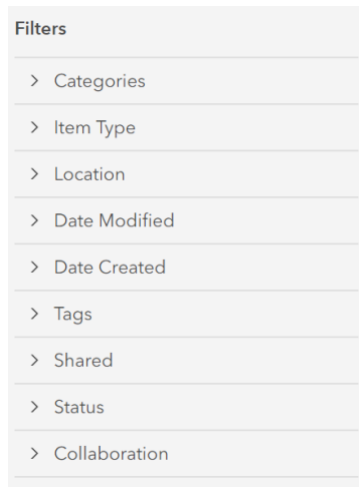 Filters
Categories
Item Type
Location
Date Modified
Date Created
Tags
Shared
Status
Collaboration